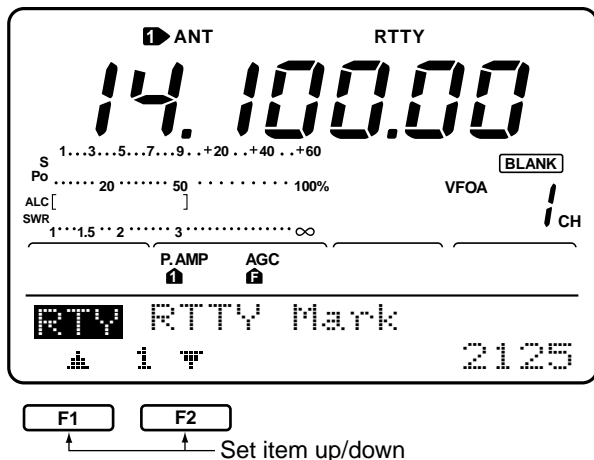 1 ANT RTTY
14.100.00
S 1...3...5...7...9..+20..+40..+60
BLANK
Po ...... 20 ....... 50 .......... 100%
VFOA 1 CH
ALC [ ]
SWR 1...1.5..2 ...... 3 ............... ∞
P.AMP AGC
1 F
RTY RTTY Mark
▲ 1 ▼ 2125
F1 F2
Set item up/down